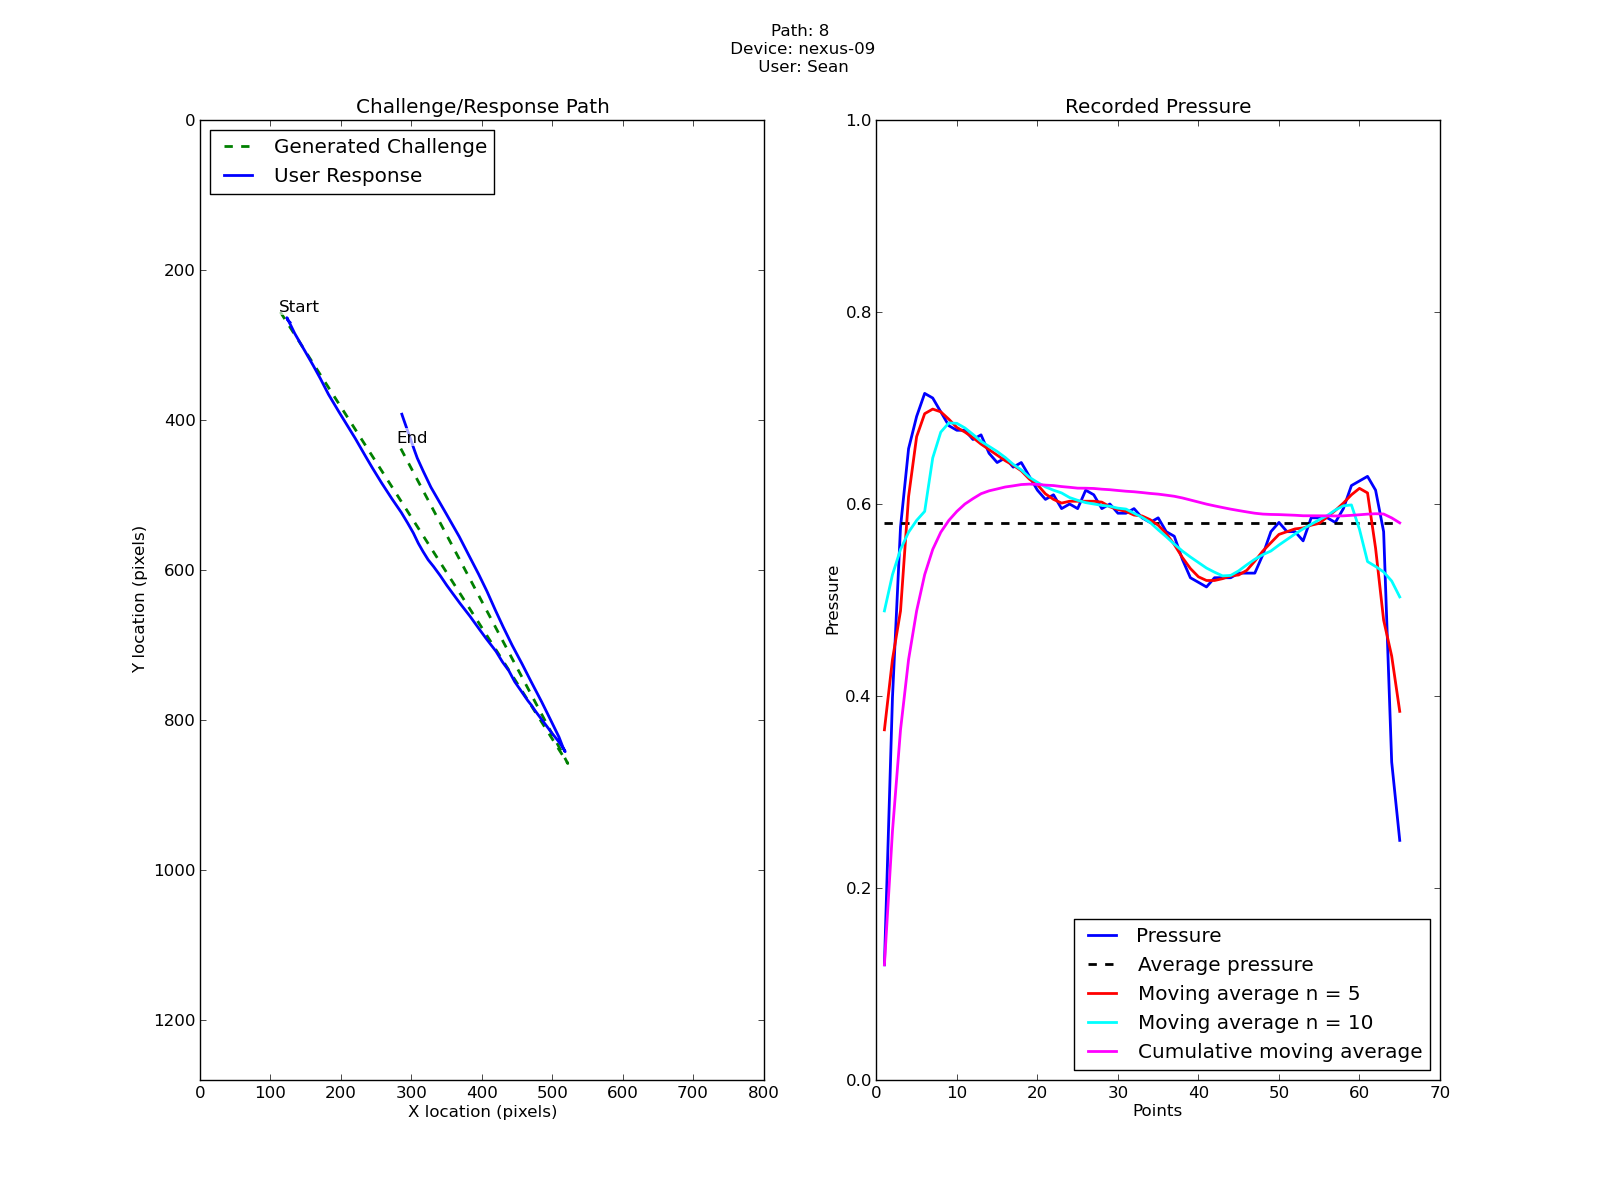 Path: 8
Device: nexus-09
User: Sean
Challenge/Response Path
Generated Challenge
User Response
Start
End
0
200
400
600
800
1000
1200
Y location (pixels)
0 100 200 300 400 500 600 700 800
X location (pixels)
Recorded Pressure
1.0
0.8
0.6
0.4
0.2
0.0
Pressure
Pressure
Average pressure
Moving average n = 5
Moving average n = 10
Cumulative moving average
0 10 20 30 40 50 60 70
Points